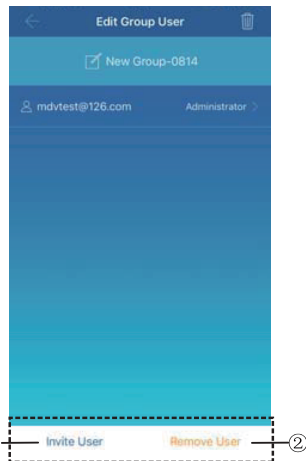 Edit Group User
New Group-0814
mdvtest@126.com Administrator >
Invite User Remove User ②